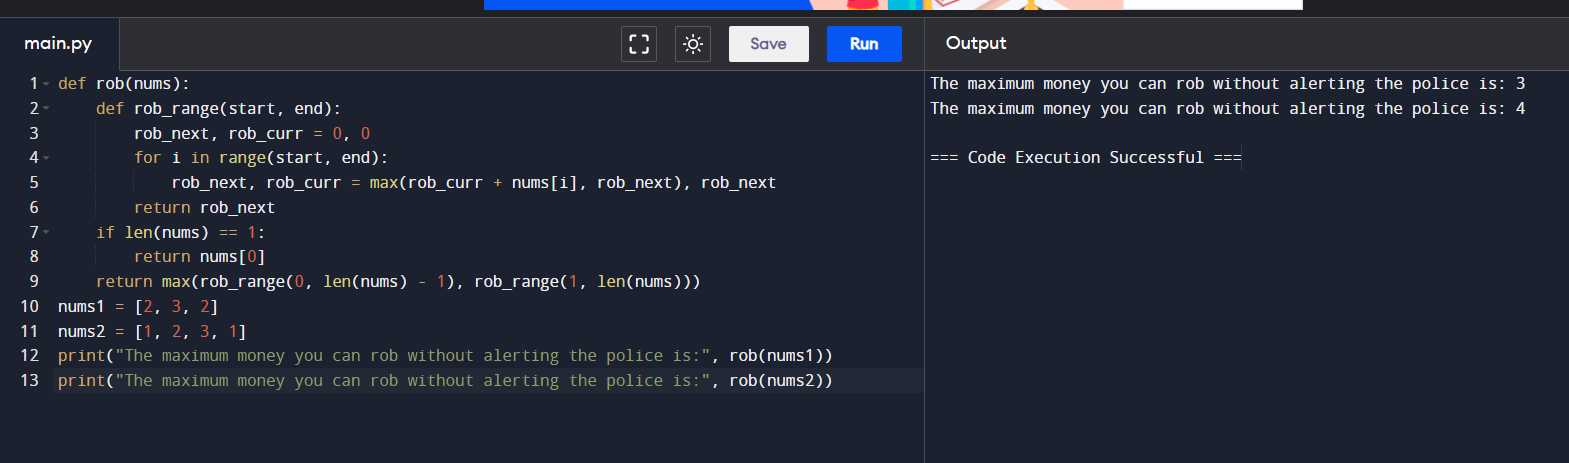 main.py
Save
Run
Output
1 def rob(nums):
2     def rob_range(start, end):
3         rob_next, rob_curr = 0, 0
4         for i in range(start, end):
5             rob_next, rob_curr = max(rob_curr + nums[i], rob_next), rob_next
6         return rob_next
7     if len(nums) == 1:
8         return nums[0]
9     return max(rob_range(0, len(nums) - 1), rob_range(1, len(nums)))
10 nums1 = [2, 3, 2]
11 nums2 = [1, 2, 3, 1]
12 print("The maximum money you can rob without alerting the police is:", rob(nums1))
13 print("The maximum money you can rob without alerting the police is:", rob(nums2))
The maximum money you can rob without alerting the police is: 3
The maximum money you can rob without alerting the police is: 4
=== Code Execution Successful ===